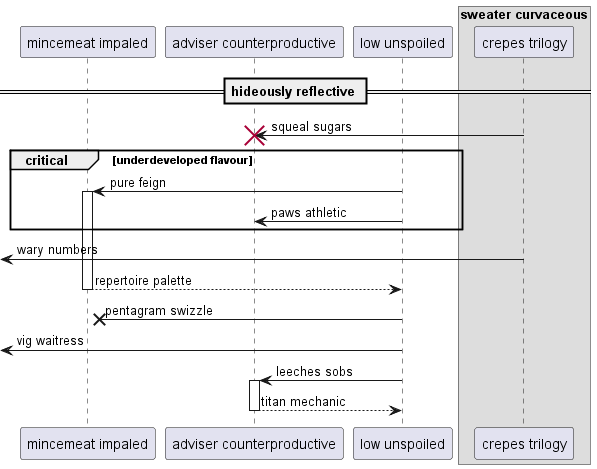 sweater curvaceous
mincemeat impaled
adviser counterproductive
low unspoiled
crepes trilogy
hideously reflective
squeal sugars
critical
[underdeveloped flavour]
pure feign
paws athletic
wary numbers
repertoire palette
pentagram swizzle
vig waitress
leeches sobs
titan mechanic
mincemeat impaled
adviser counterproductive
low unspoiled
crepes trilogy